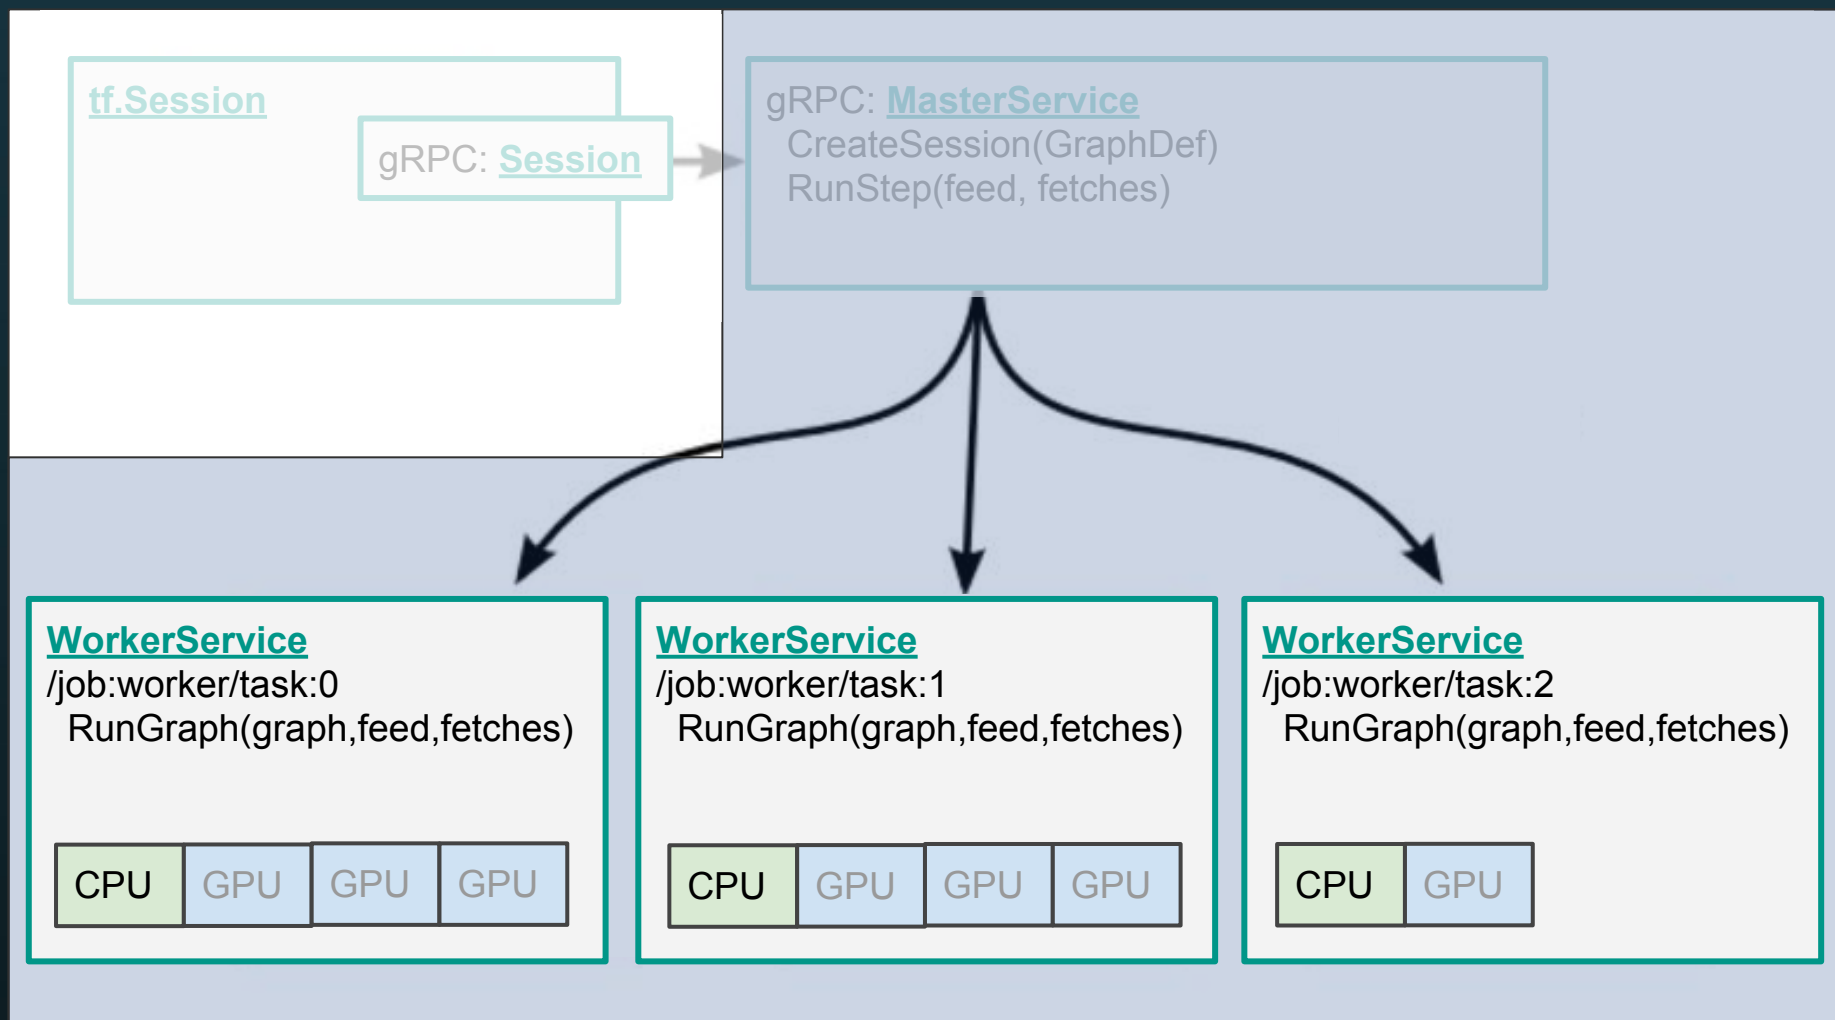 tf.Session
gRPC: Session
gRPC: MasterService
CreateSession(GraphDef)
RunStep(feed, fetches)
WorkerService
/job:worker/task:0
RunGraph(graph,feed,fetches)
CPU GPU GPU GPU
WorkerService
/job:worker/task:1
RunGraph(graph,feed,fetches)
CPU GPU GPU GPU
WorkerService
/job:worker/task:2
RunGraph(graph,feed,fetches)
CPU GPU